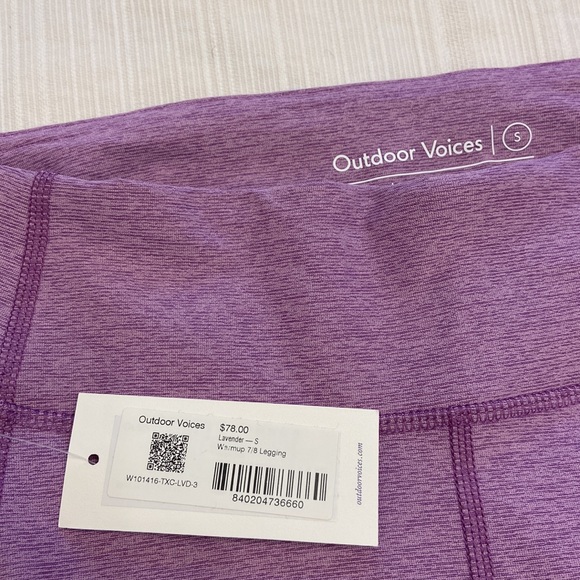 Outdoor Voices | S
Outdoor Voices
$78.00
Lavender — S
Warmup 7/8 Legging
W101416-TXC-LVD-3
840204736660
outdoorvoices.com